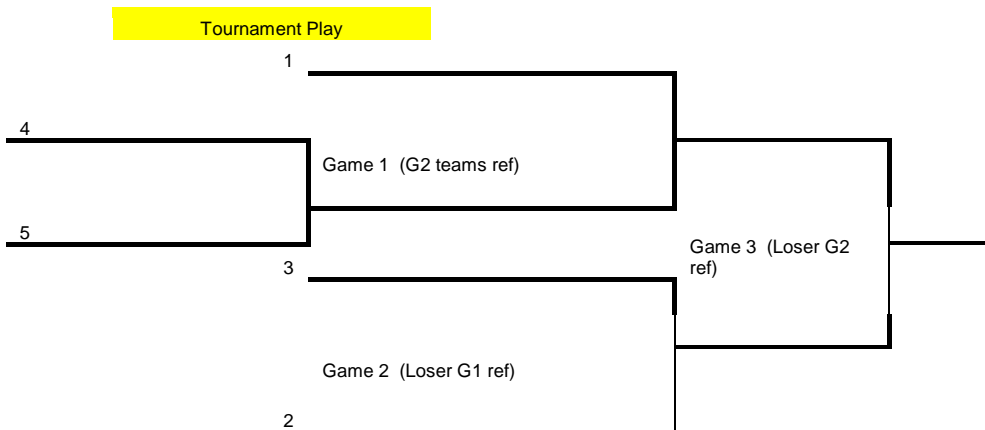 Tournament Play
1
4
Game 1  (G2 teams ref)
5
Game 3  (Loser G2
ref)
3
Game 2  (Loser G1 ref)
2